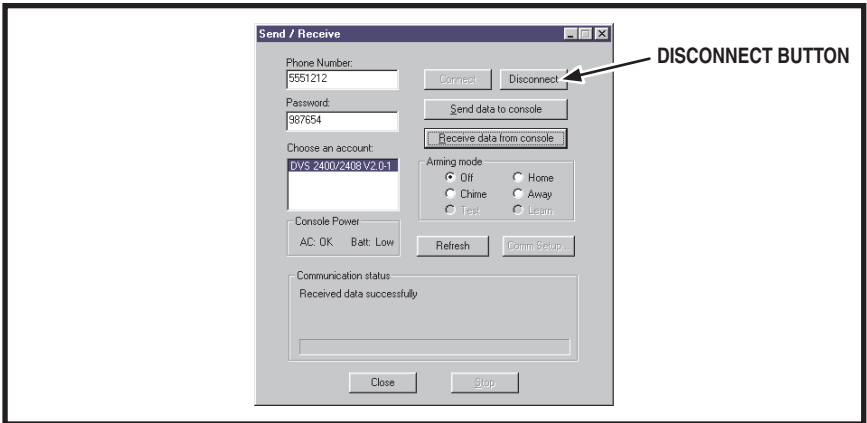 Send / Receive
DISCONNECT BUTTON
Phone Number:
5551212
Connect
Disconnect
Password:
987654
Send data to console
Receive data from console
Choose an account:
DVS 2400/2408 V2.0-1
Arming mode
Off
Home
Chime
Away
Test
Learn
Console Power
AC: OK Batt: Low
Refresh
Comm Setup...
Communication status
Received data successfully
Close
Stop